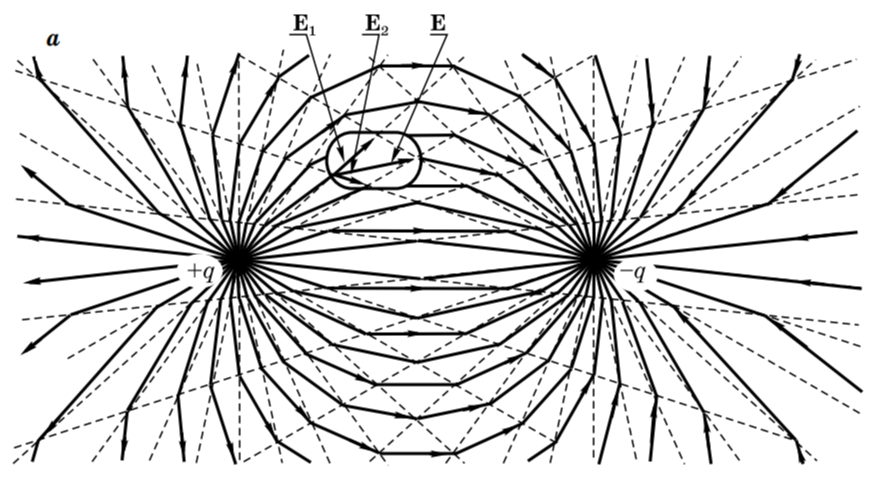 E₁ E₂ E
a
+q
−q